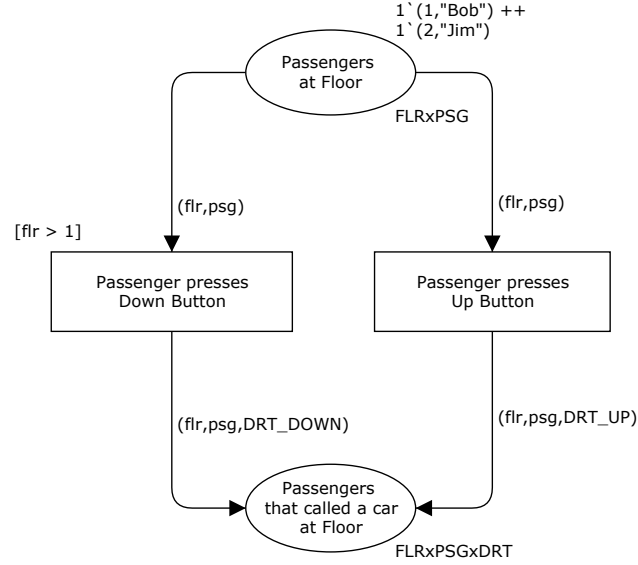 1`(1,"Bob") ++
1`(2,"Jim")
Passengers
at Floor
FLRxPSG
(flr,psg)
(flr,psg)
[flr > 1]
Passenger presses
Down Button
Passenger presses
Up Button
(flr,psg,DRT_DOWN)
(flr,psg,DRT_UP)
Passengers
that called a car
at Floor
FLRxPSGxDRT